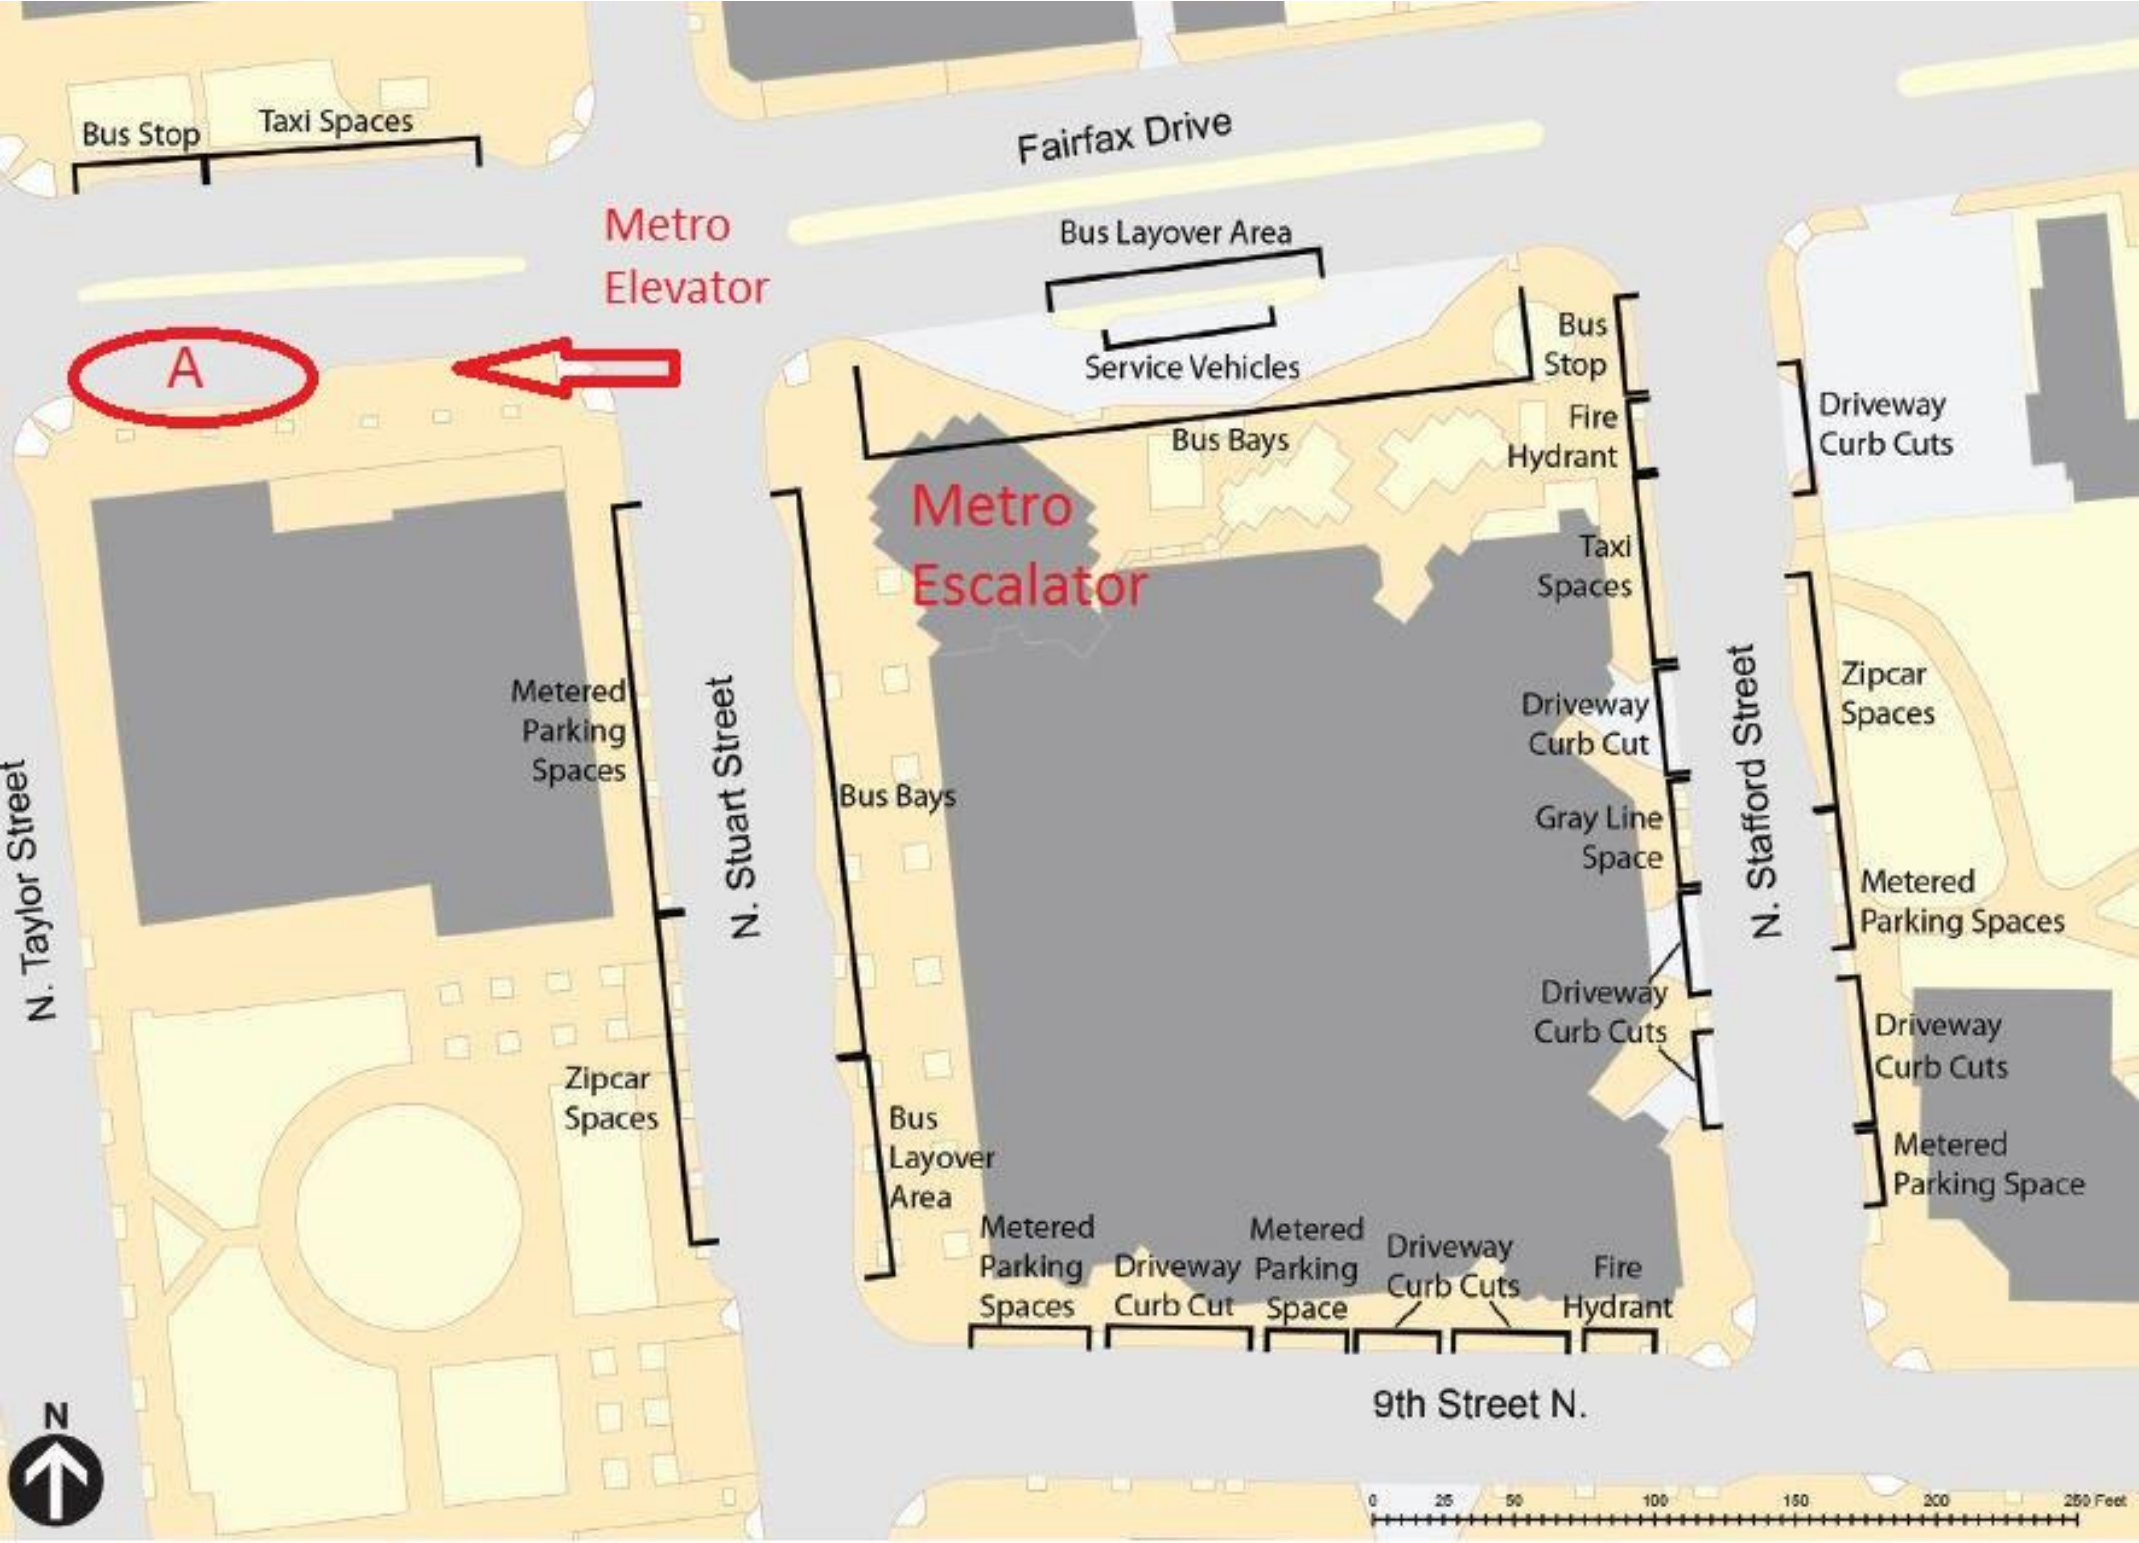 Bus Stop
Taxi Spaces
Fairfax Drive
Metro
Elevator
Bus Layover Area
Service Vehicles
A
Bus
Stop
Fire
Hydrant
Bus Bays
Driveway
Curb Cuts
Metro
Escalator
Taxi
Spaces
Metered
Parking
Spaces
N. Taylor Street
N. Stuart Street
Bus Bays
Driveway
Curb Cut
N. Stafford Street
Zipcar
Spaces
Gray Line
Space
Metered
Parking Spaces
Driveway
Curb Cuts
Driveway
Curb Cuts
Zipcar
Spaces
Bus
Layover
Area
Metered
Parking Space
Metered
Parking
Spaces
Driveway
Curb Cut
Metered
Parking
Space
Driveway
Curb Cuts
Fire
Hydrant
9th Street N.
N
0 25 50 100 150 200 250 Feet